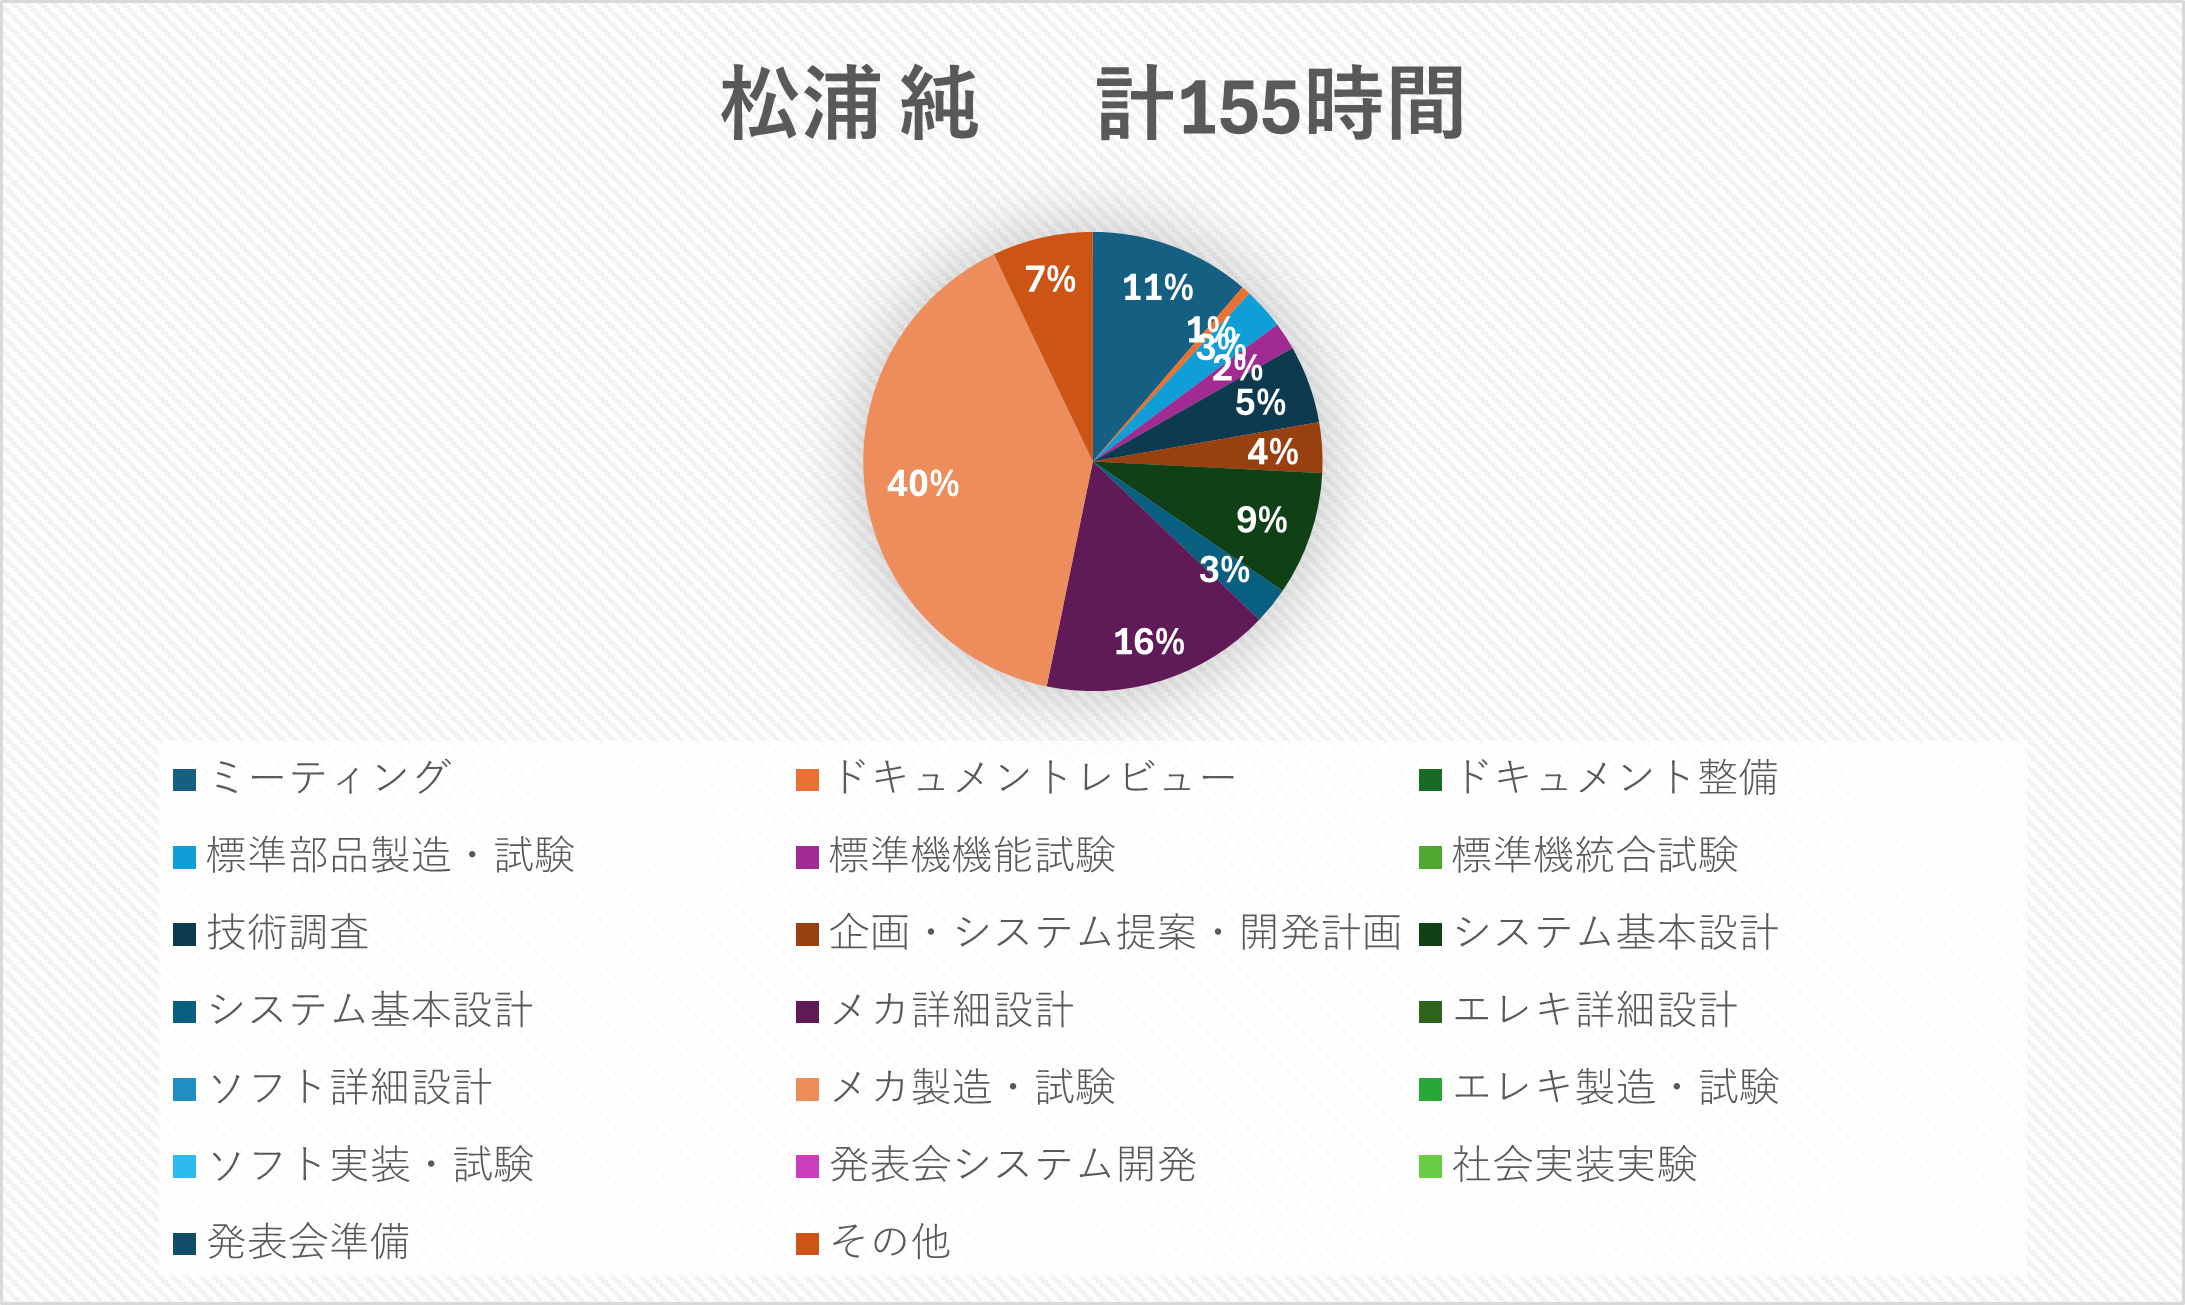 松浦 純　計155時間
11%
1%
3%
2%
5%
4%
9%
3%
16%
40%
7%
ミーティング
ドキュメントレビュー
ドキュメント整備
標準部品製造・試験
標準機機能試験
標準機統合試験
技術調査
企画・システム提案・開発計画
システム基本設計
システム基本設計
メカ詳細設計
エレキ詳細設計
ソフト詳細設計
メカ製造・試験
エレキ製造・試験
ソフト実装・試験
発表会システム開発
社会実装実験
発表会準備
その他